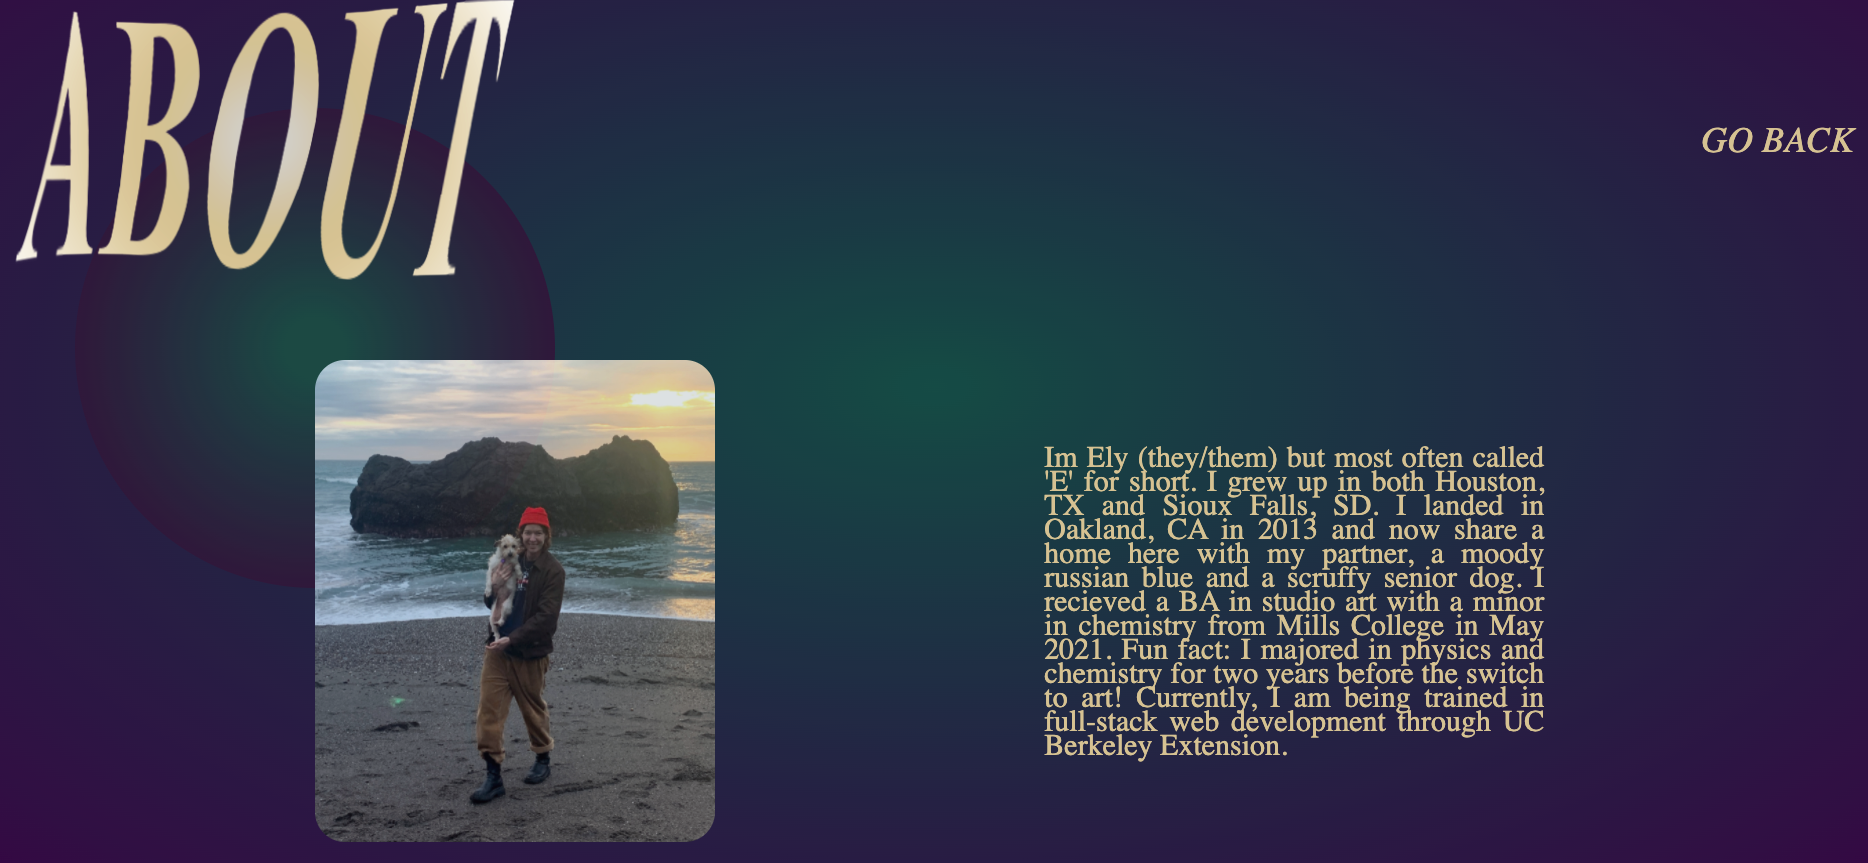 ABOUT
GO BACK
Im Ely (they/them) but most often called
'E' for short. I grew up in both Houston,
TX and Sioux Falls, SD. I landed in
Oakland, CA in 2013 and now share a
home here with my partner, a moody
russian blue and a scruffy senior dog. I
recieved a BA in studio art with a minor
in chemistry from Mills College in May
2021. Fun fact: I majored in physics and
chemistry for two years before the switch
to art! Currently, I am being trained in
full-stack web development through UC
Berkeley Extension.